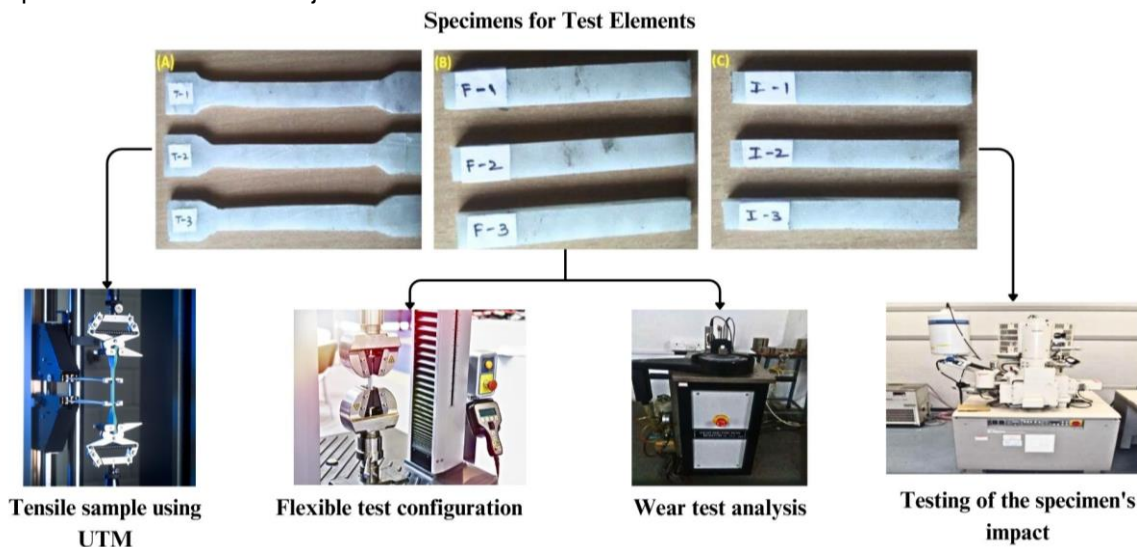 Specimens for Test Elements
(A)
(B)
(C)
T-1
T-2
T-3
F-1
F-2
F-3
I-1
I-2
I-3
Tensile sample using
UTM
Flexible test configuration
Wear test analysis
Testing of the specimen's
impact